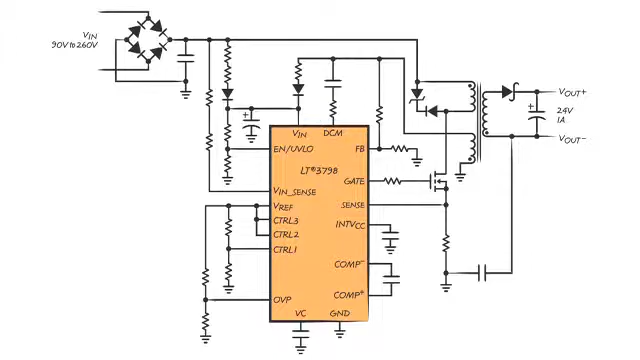 VIN
90V to 260V
VOUT+
24V
1A
VOUT–
VIN
DCM
EN/UVLO
FB
LT®3798
GATE
VIN_SENSE
VREF
SENSE
CTRL3
CTRL2
INTVCC
CTRL1
COMP–
COMP+
OVP
VC
GND